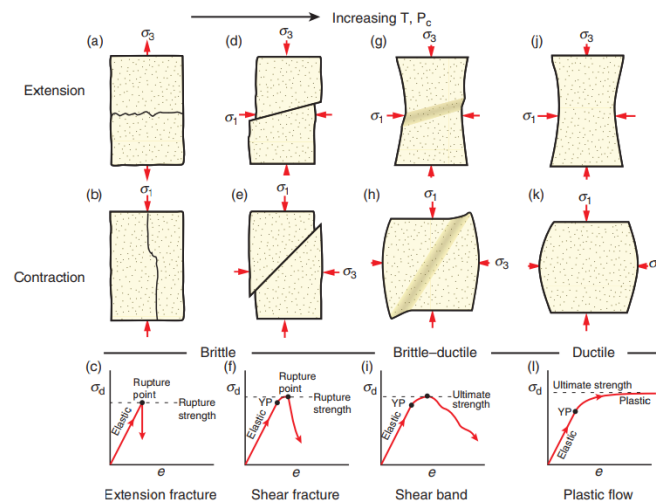 Increasing T, Pc
(a) σ3 (d) σ3 (g) σ3 (j) σ3
Extension σ1 σ1 σ1
(b) σ1 (e) σ1 (h) σ1 (k) σ1
Contraction σ3 σ3 σ3
Brittle Brittle–ductile Ductile
(c) (f) (i) (l)
σd Rupture point Rupture strength Elastic e
σd YP Rupture point Rupture strength Elastic e
σd YP Ultimate strength Elastic e
σd Ultimate strength YP Plastic Elastic e
Extension fracture Shear fracture Shear band Plastic flow